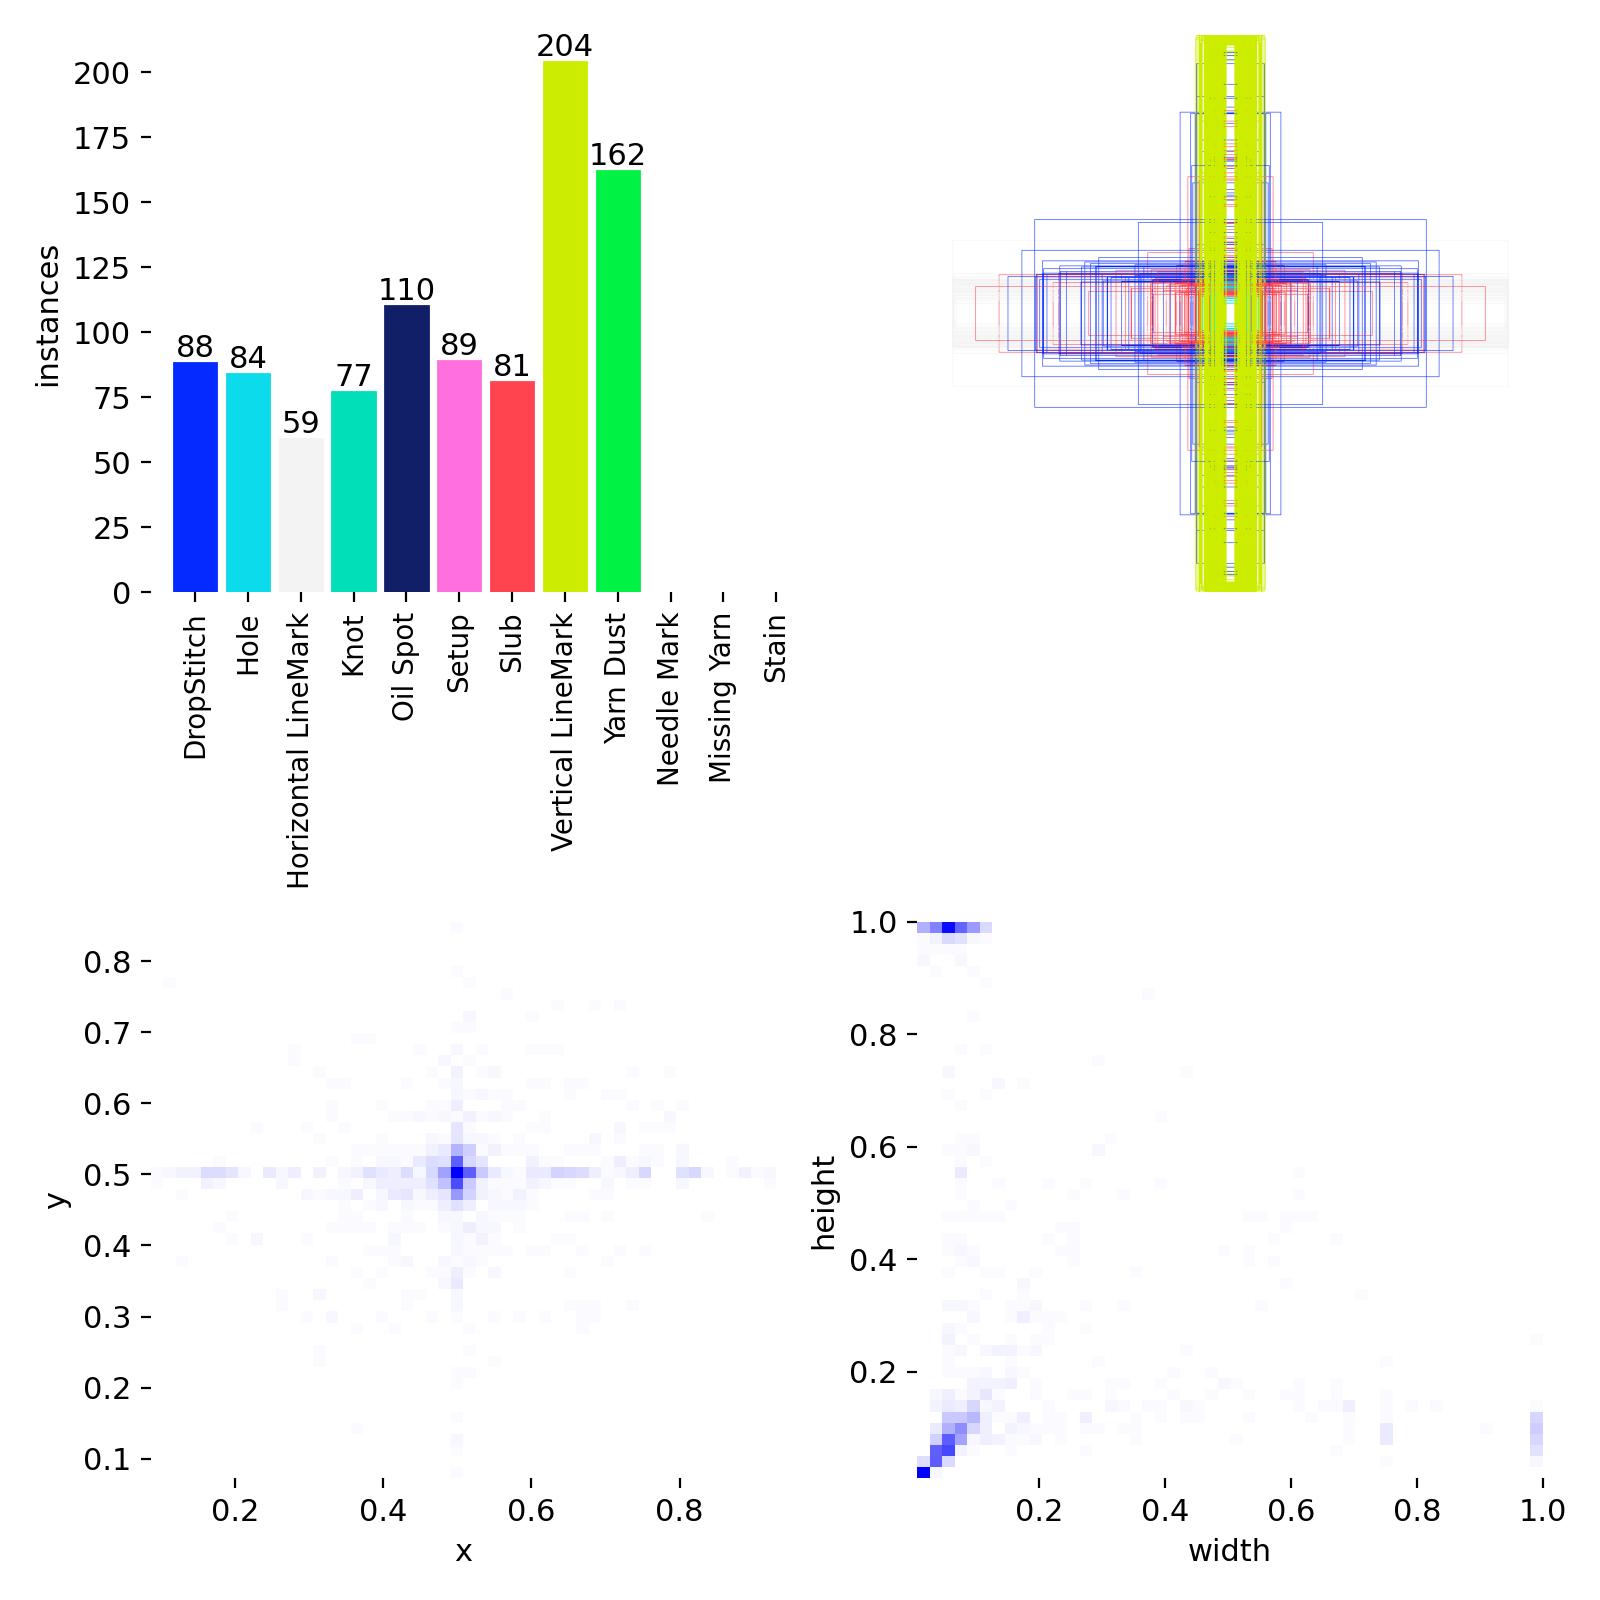 204
200
175
162
150
instances
125
110
100
88
84
89
81
77
75
59
50
25
0
DropStitch
Hole
Horizontal LineMark
Knot
Oil Spot
Setup
Slub
Vertical LineMark
Yarn Dust
Needle Mark
Missing Yarn
Stain
0.8
0.7
0.6
0.5
y
0.4
0.3
0.2
0.1
0.2 0.4 0.6 0.8
x
1.0
0.8
0.6
height
0.4
0.2
0.2 0.4 0.6 0.8 1.0
width